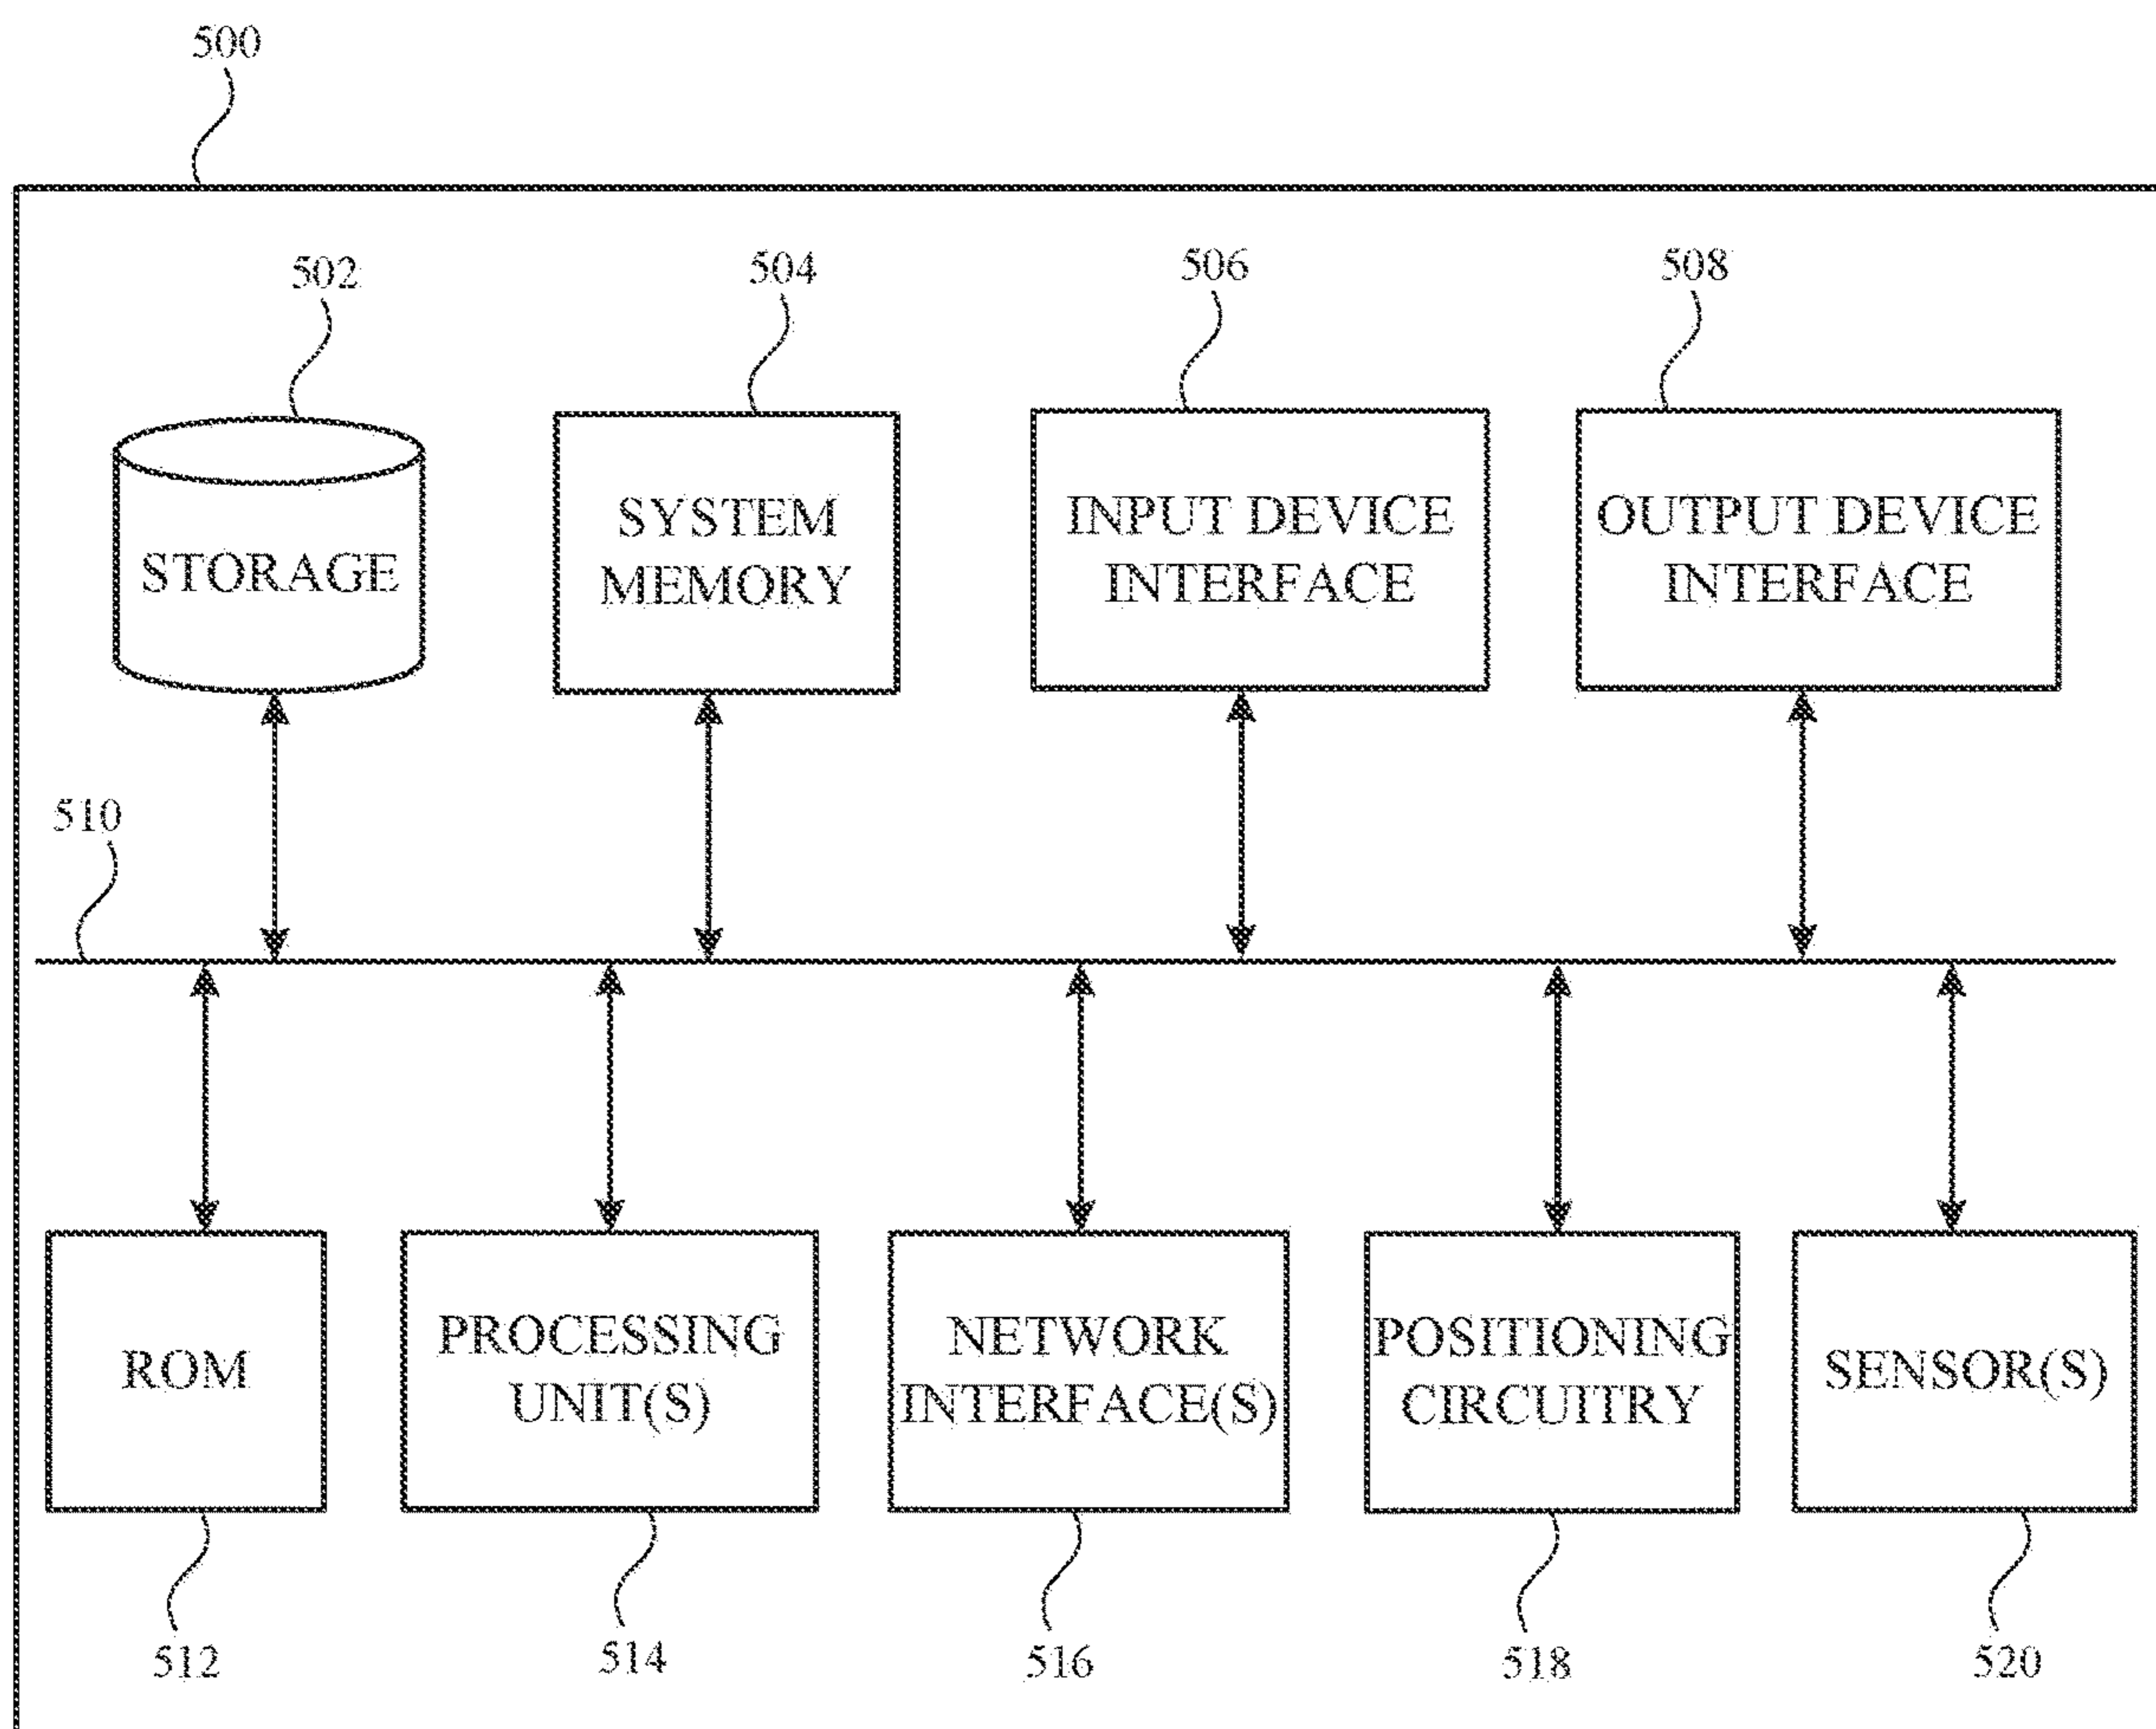 500
502
504
506
508
STORAGE
SYSTEM
MEMORY
INPUT DEVICE
INTERFACE
OUTPUT DEVICE
INTERFACE
510
ROM
PROCESSING
UNIT(S)
NETWORK
INTERFACE(S)
POSITIONING
CIRCUITRY
SENSOR(S)
512
514
516
518
520